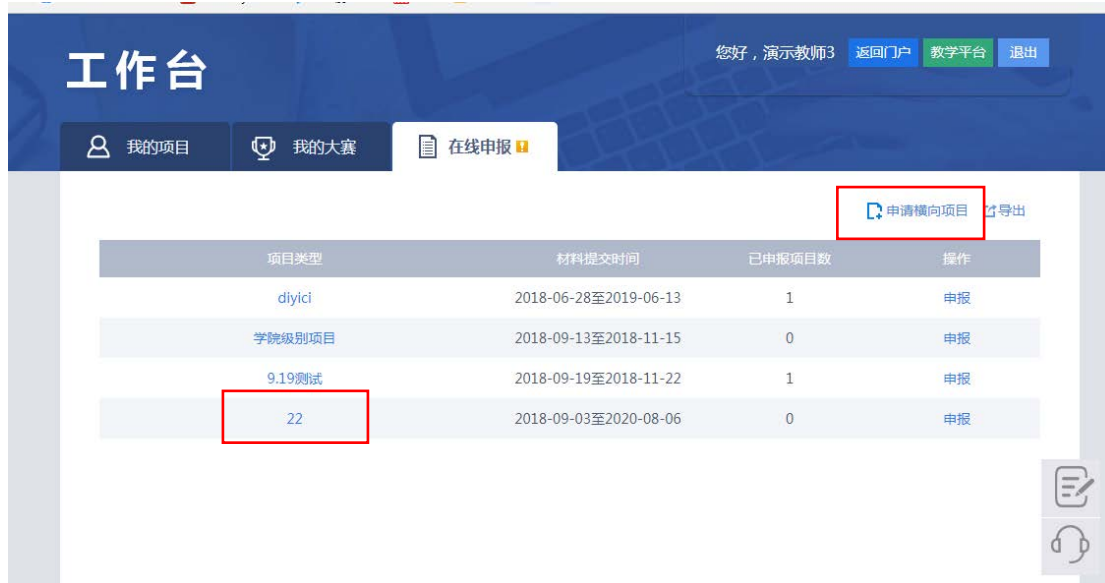 工作台
您好，演示教师3 返回门户 教学平台 退出
我的项目 我的大赛 在线申报
申请横向项目 导出
项目类型 材料提交时间 已申报项目数 操作
diyici 2018-06-28至2019-06-13 1 申报
学院级别项目 2018-09-13至2018-11-15 0 申报
9.19测试 2018-09-19至2018-11-22 1 申报
22 2018-09-03至2020-08-06 0 申报